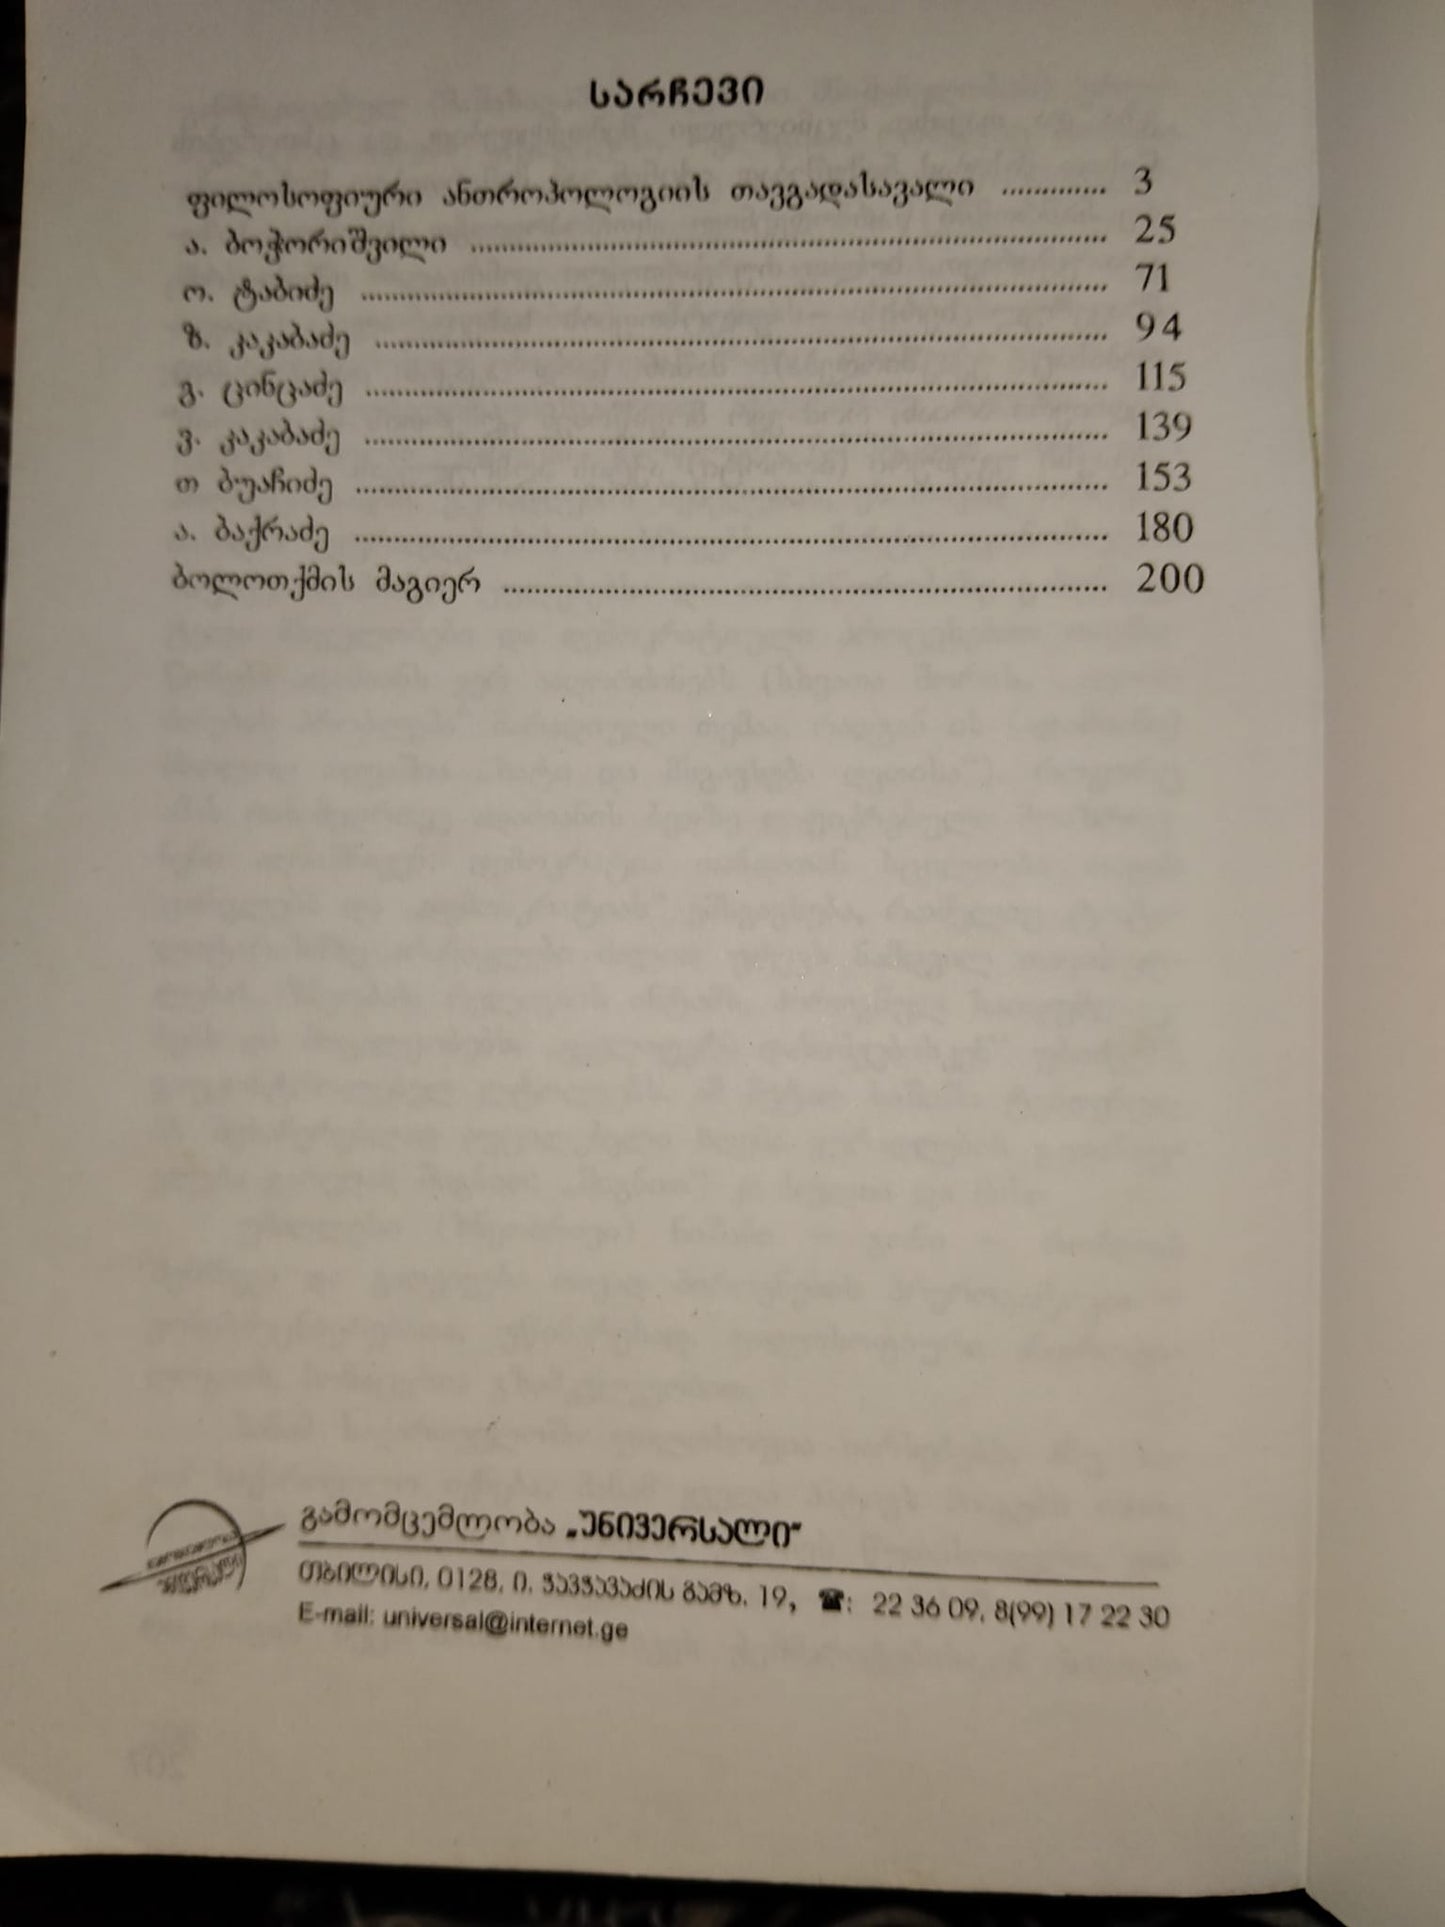 სარჩევი
ფილოსოფიური ანთროპოლოგიის თავგადასავალი ............. 3
ა. ბოჭორიშვილი ................................................................ 25
ო. ტაბიძე ................................................................ 71
ზ. კაკაბაძე ................................................................ 94
გ. ცინცაძე ................................................................ 115
ვ. კაკაბაძე ................................................................ 139
თ ბუაჩიძე ................................................................ 153
ა. ბაქრაძე ................................................................ 180
ბოლოთქმის მაგიერ ................................................................ 200
გამომცემლობა „უნივერსალი“
თბილისი, 0128, ი. ჭავჭავაძის გამზ. 19, ☎: 22 36 09, 8(99) 17 22 30
E-mail: universal@internet.ge